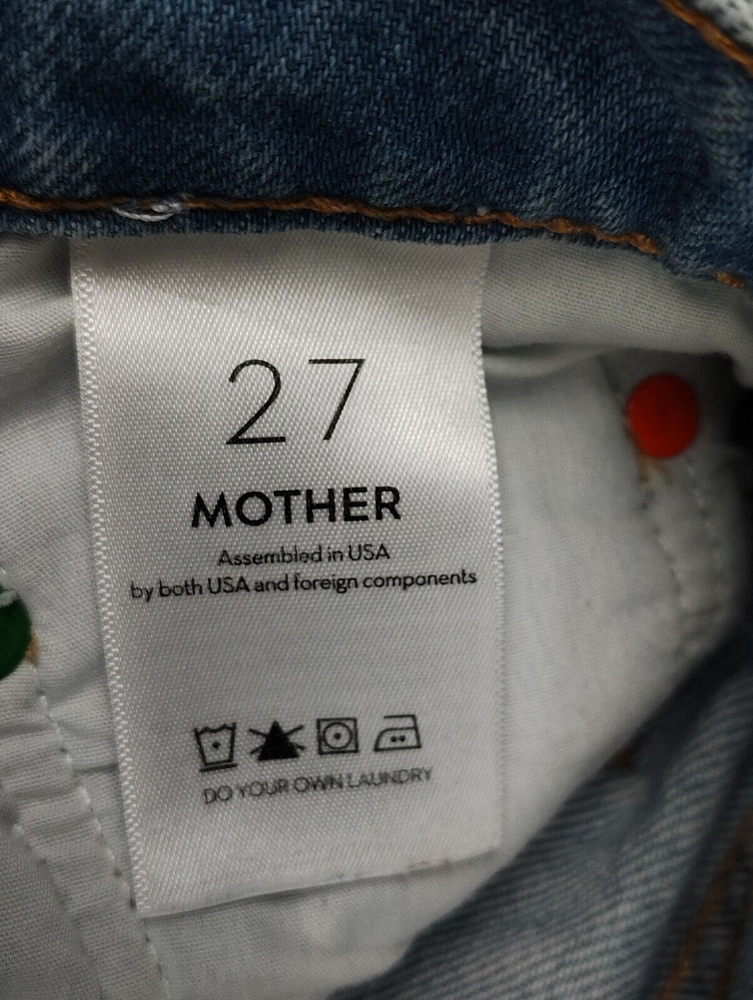 27
MOTHER
Assembled in USA
by both USA and foreign components
DO YOUR OWN LAUNDRY